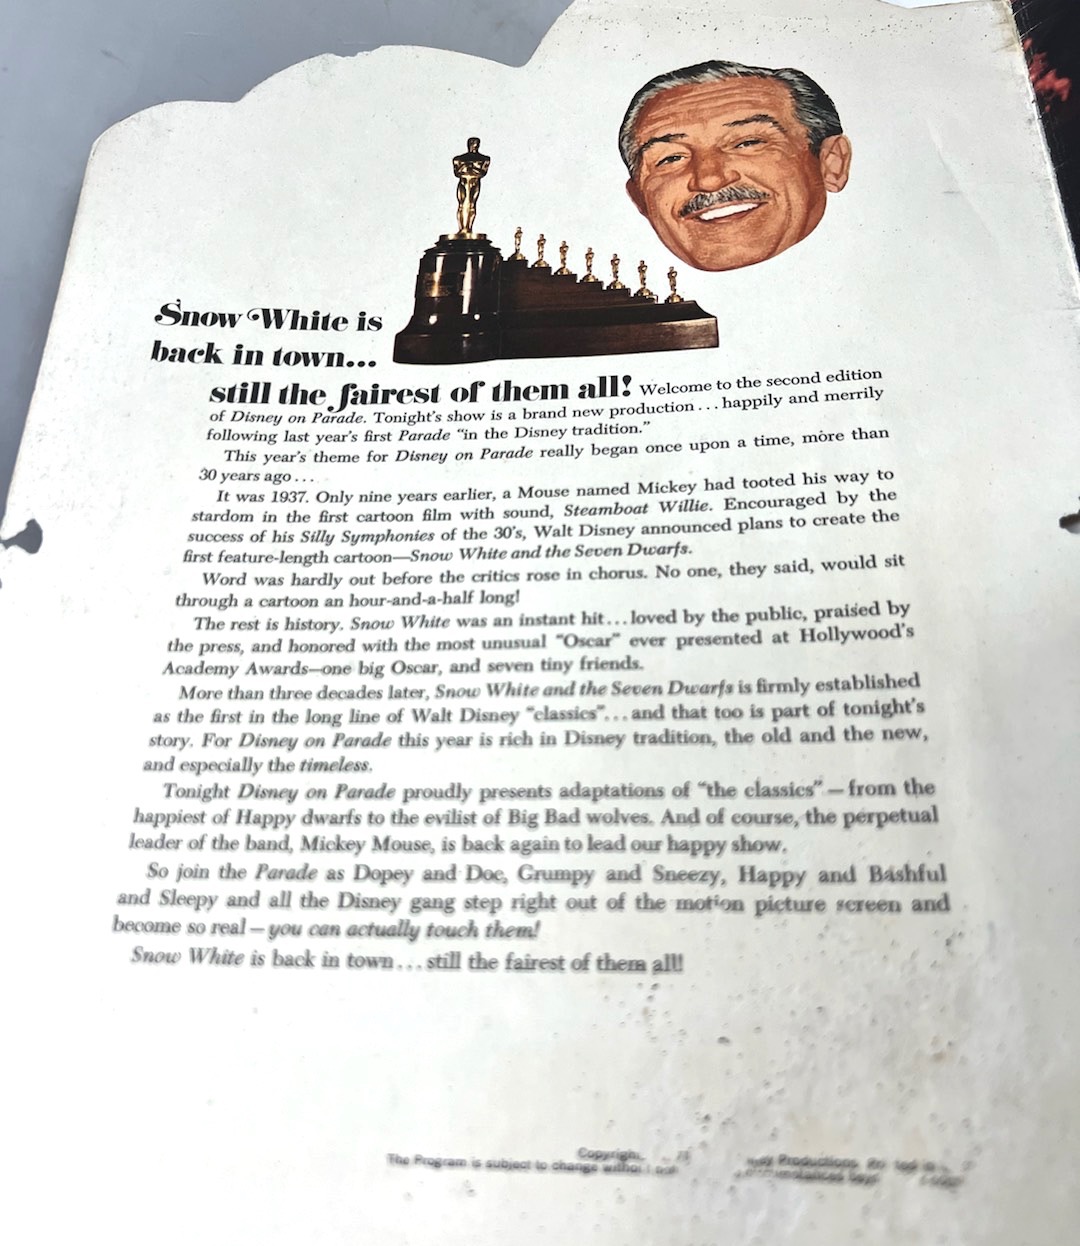 Snow White is
back in town...
still the fairest of them all! Welcome to the second edition
of Disney on Parade. Tonight's show is a brand new production...happily and merrily
following last year's first Parade "in the Disney tradition."
This year's theme for Disney on Parade really began once upon a time, more than
30 years ago...
It was 1937. Only nine years earlier, a Mouse named Mickey had tooted his way to
stardom in the first cartoon film with sound, Steamboat Willie. Encouraged by the
success of his Silly Symphonies of the 30's, Walt Disney announced plans to create the
first feature-length cartoon—Snow White and the Seven Dwarfs.
Word was hardly out before the critics rose in chorus. No one, they said, would sit
through a cartoon an hour-and-a-half long!
The rest is history. Snow White was an instant hit...loved by the public, praised by
the press, and honored with the most unusual "Oscar" ever presented at Hollywood's
Academy Awards—one big Oscar, and seven tiny friends.
More than three decades later, Snow White and the Seven Dwarfs is firmly established
as the first in the long line of Walt Disney "classics"...and that too is part of tonight's
story. For Disney on Parade this year is rich in Disney tradition, the old and the new,
and especially the timeless.
Tonight Disney on Parade proudly presents adaptations of "the classics"—from the
happiest of Happy dwarfs to the evilist of Big Bad wolves. And of course, the perpetual
leader of the band, Mickey Mouse, is back again to lead our happy show.
So join the Parade as Dopey and Doc, Grumpy and Sneezy, Happy and Bashful
and Sleepy and all the Disney gang step right out of the motion picture screen and
become so real—you can actually touch them!
Snow White is back in town...still the fairest of them all!
Productions
The Program is subject to change